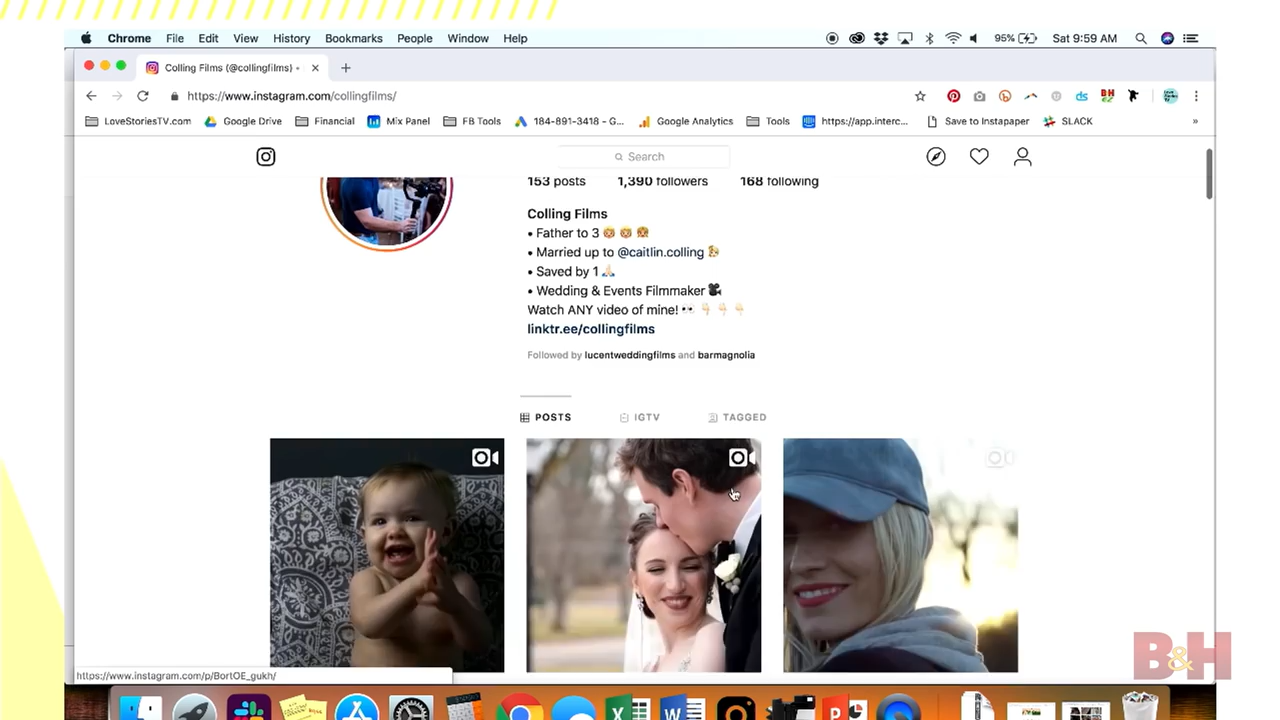 Chrome File Edit View History Bookmarks People Window Help 95% Sat 9:59 AM
Colling Films (@collingfilms) •
https://www.instagram.com/collingfilms/
LoveStoriesTV.com Google Drive Financial Mix Panel FB Tools 184-891-3418 - G... Google Analytics Tools https://app.interc... Save to Instapaper SLACK »
Search
153 posts 1,390 followers 168 following
Colling Films
• Father to 3
• Married up to @caitlin.colling
• Saved by 1
• Wedding & Events Filmmaker
Watch ANY video of mine!
linktr.ee/collingfilms
Followed by lucentweddingfilms and barmagnolia
POSTS IGTV TAGGED
B&H
https://www.instagram.com/p/BortOE_gukh/